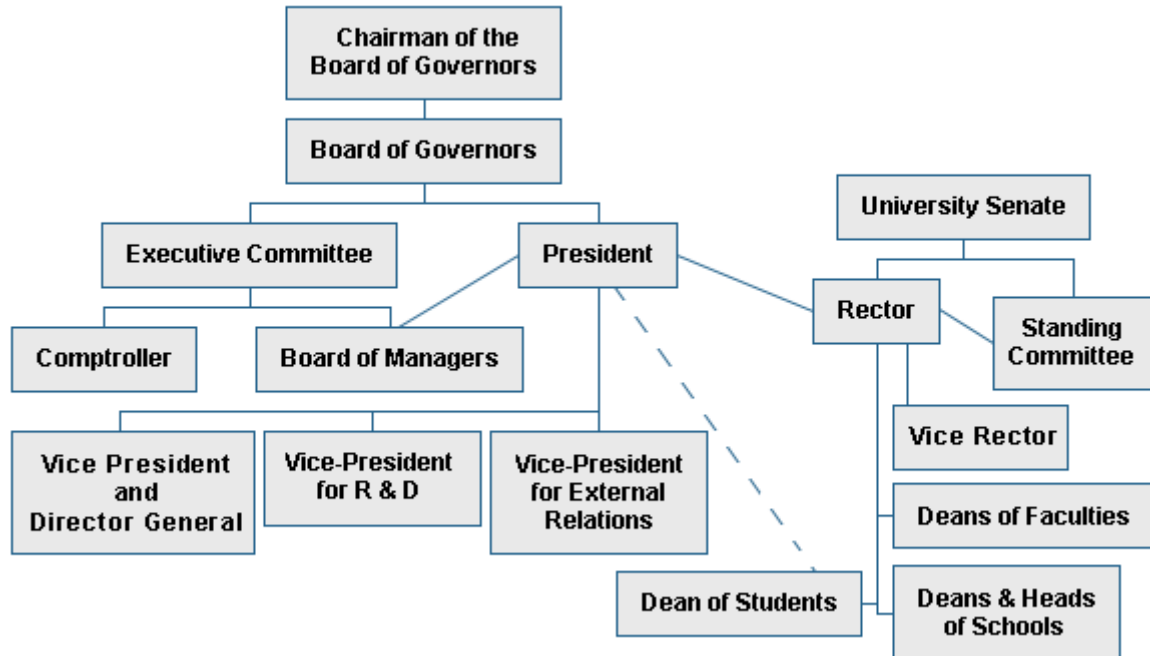 Chairman of the
Board of Governors
Board of Governors
University Senate
Executive Committee
President
Rector
Standing
Committee
Comptroller
Board of Managers
Vice Rector
Vice President
and
Director General
Vice-President
for R & D
Vice-President
for External
Relations
Deans of Faculties
Dean of Students
Deans & Heads
of Schools